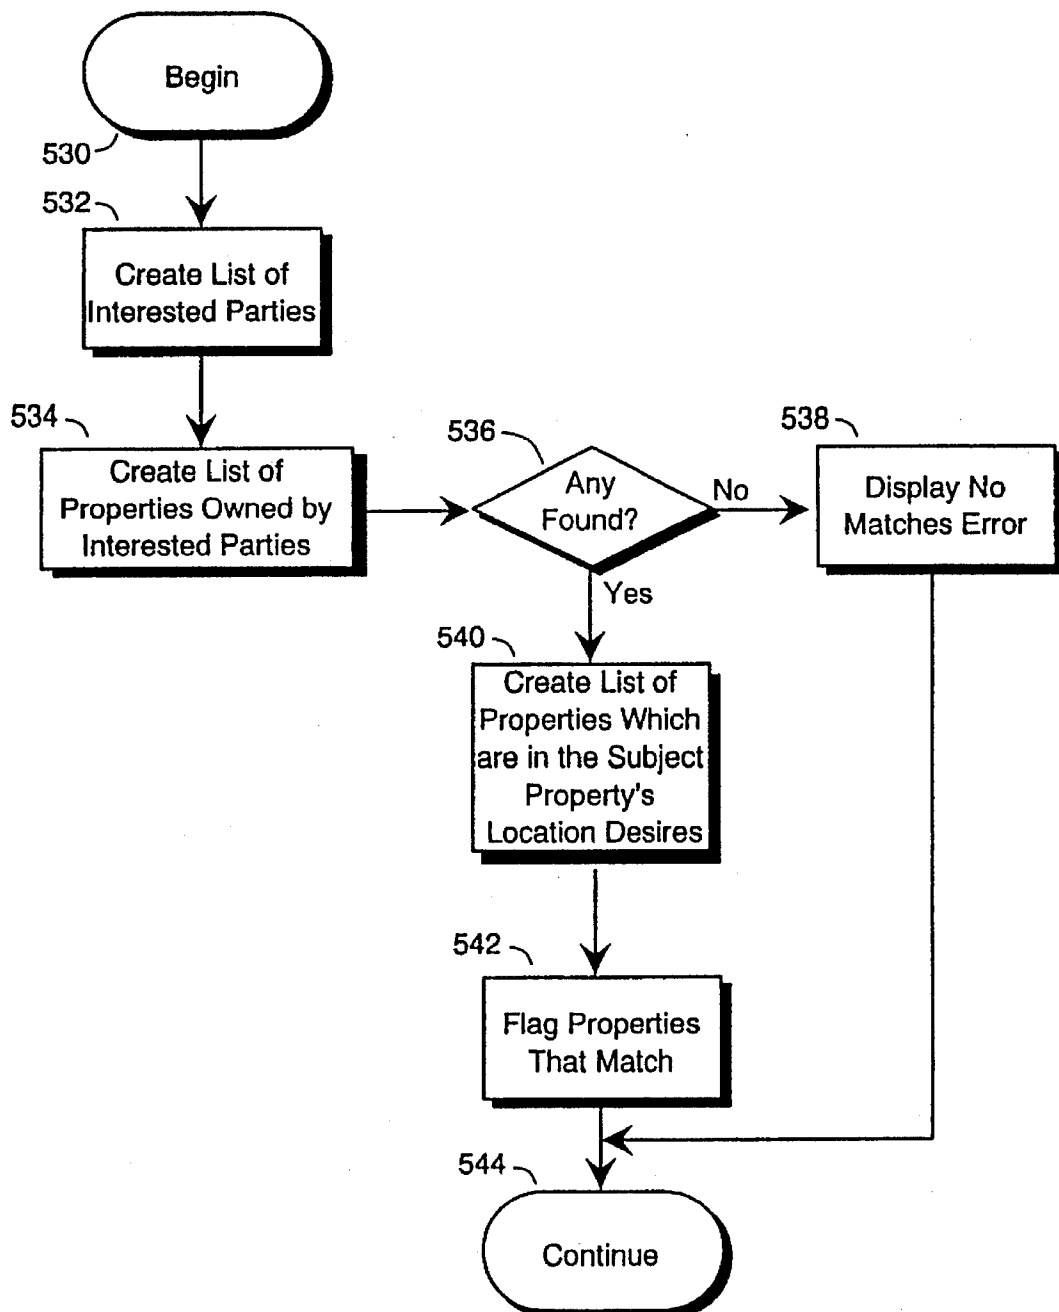 Begin
530
532
Create List of
Interested Parties
534
Create List of
Properties Owned by
Interested Parties
536
Any
Found?
No
538
Display No
Matches Error
Yes
540
Create List of
Properties Which
are in the Subject
Property's
Location Desires
542
Flag Properties
That Match
544
Continue